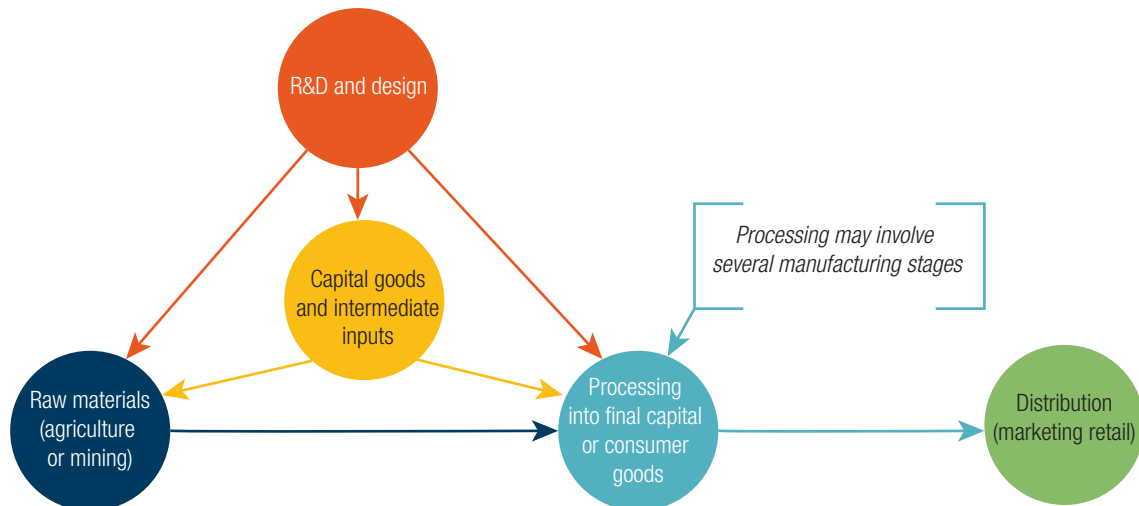 R&D and design
Capital goods
and intermediate
inputs
Processing may involve
several manufacturing stages
Raw materials
(agriculture
or mining)
Processing
into final capital
or consumer
goods
Distribution
(marketing retail)